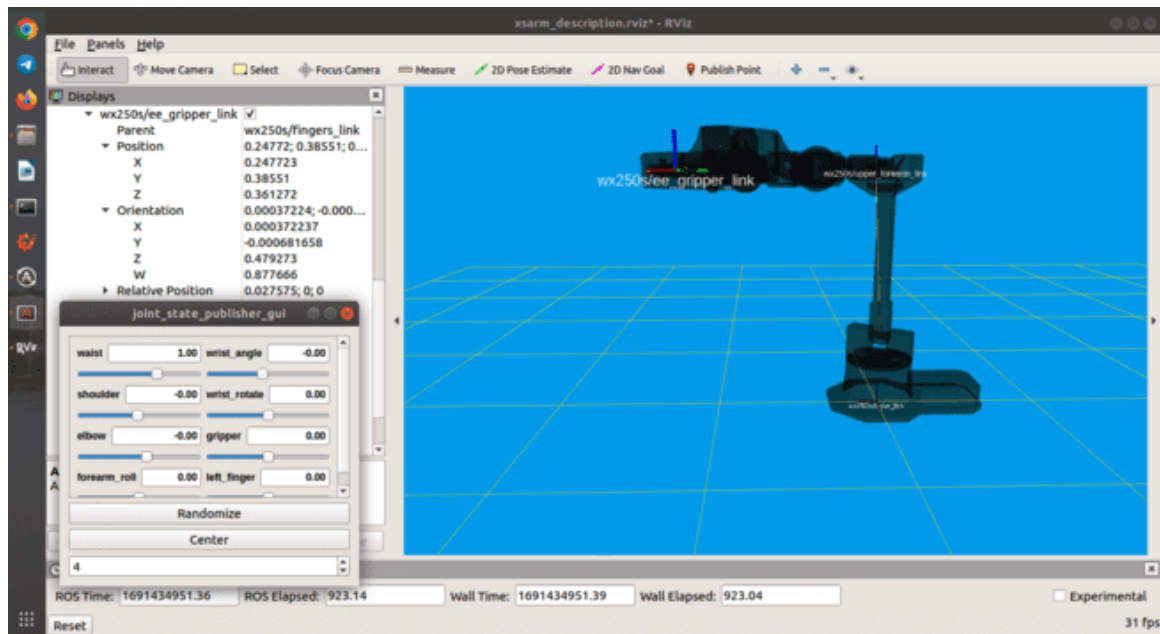 xsarm_description.rviz* - RViz
File Panels Help
Interact Move Camera Select Focus Camera Measure 2D Pose Estimate 2D Nav Goal Publish Point
Displays
wx250s/ee_gripper_link
Parent wx250s/fingers_link
Position 0.24772; 0.38551; 0...
X 0.247723
Y 0.38551
Z 0.361272
Orientation 0.00037224; -0.000...
X 0.000372237
Y -0.000681658
Z 0.479273
W 0.877666
Relative Position 0.027575; 0; 0
wx250s/ee_gripper_link
wx250s/upper_forearm_link
joint_state_publisher_gui
waist 1.00 wrist_angle -0.00
shoulder -0.00 wrist_rotate 0.00
elbow -0.00 gripper 0.00
forearm_roll 0.00 left_finger 0.00
Randomize
Center
4
ROS Time: 1691434951.36 ROS Elapsed: 923.14 Wall Time: 1691434951.39 Wall Elapsed: 923.04 Experimental
Reset 31 fps